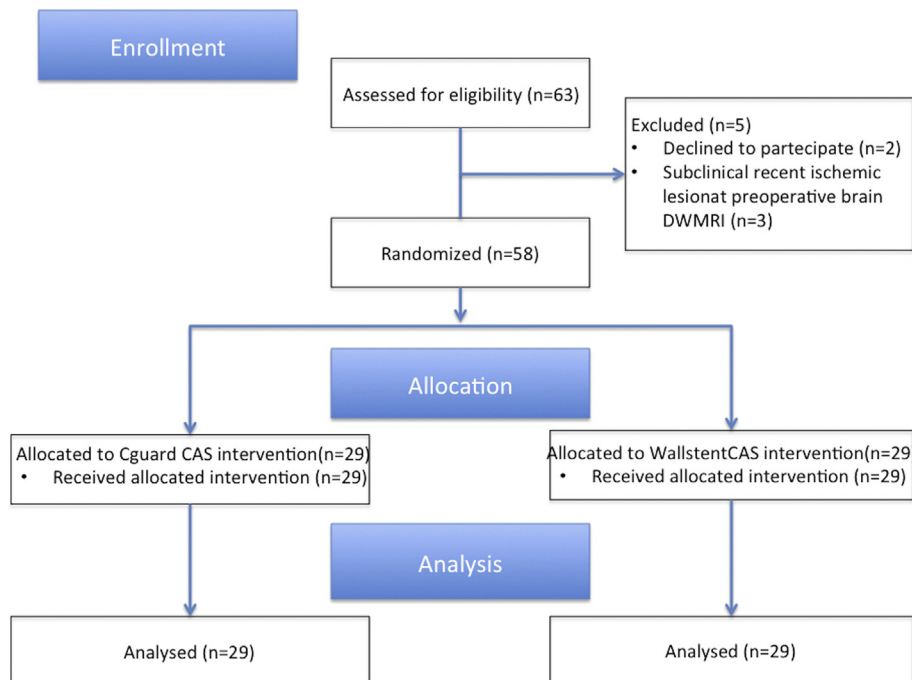 Enrollment
Assessed for eligibility (n=63)
Excluded (n=5)
• Declined to partecipate (n=2)
• Subclinical recent ischemic
lesionat preoperative brain
DWMRI (n=3)
Randomized (n=58)
Allocation
Allocated to Cguard CAS intervention(n=29)
• Received allocated intervention (n=29)
Allocated to WallstentCAS intervention(n=29
• Received allocated intervention (n=29)
Analysis
Analysed (n=29)
Analysed (n=29)